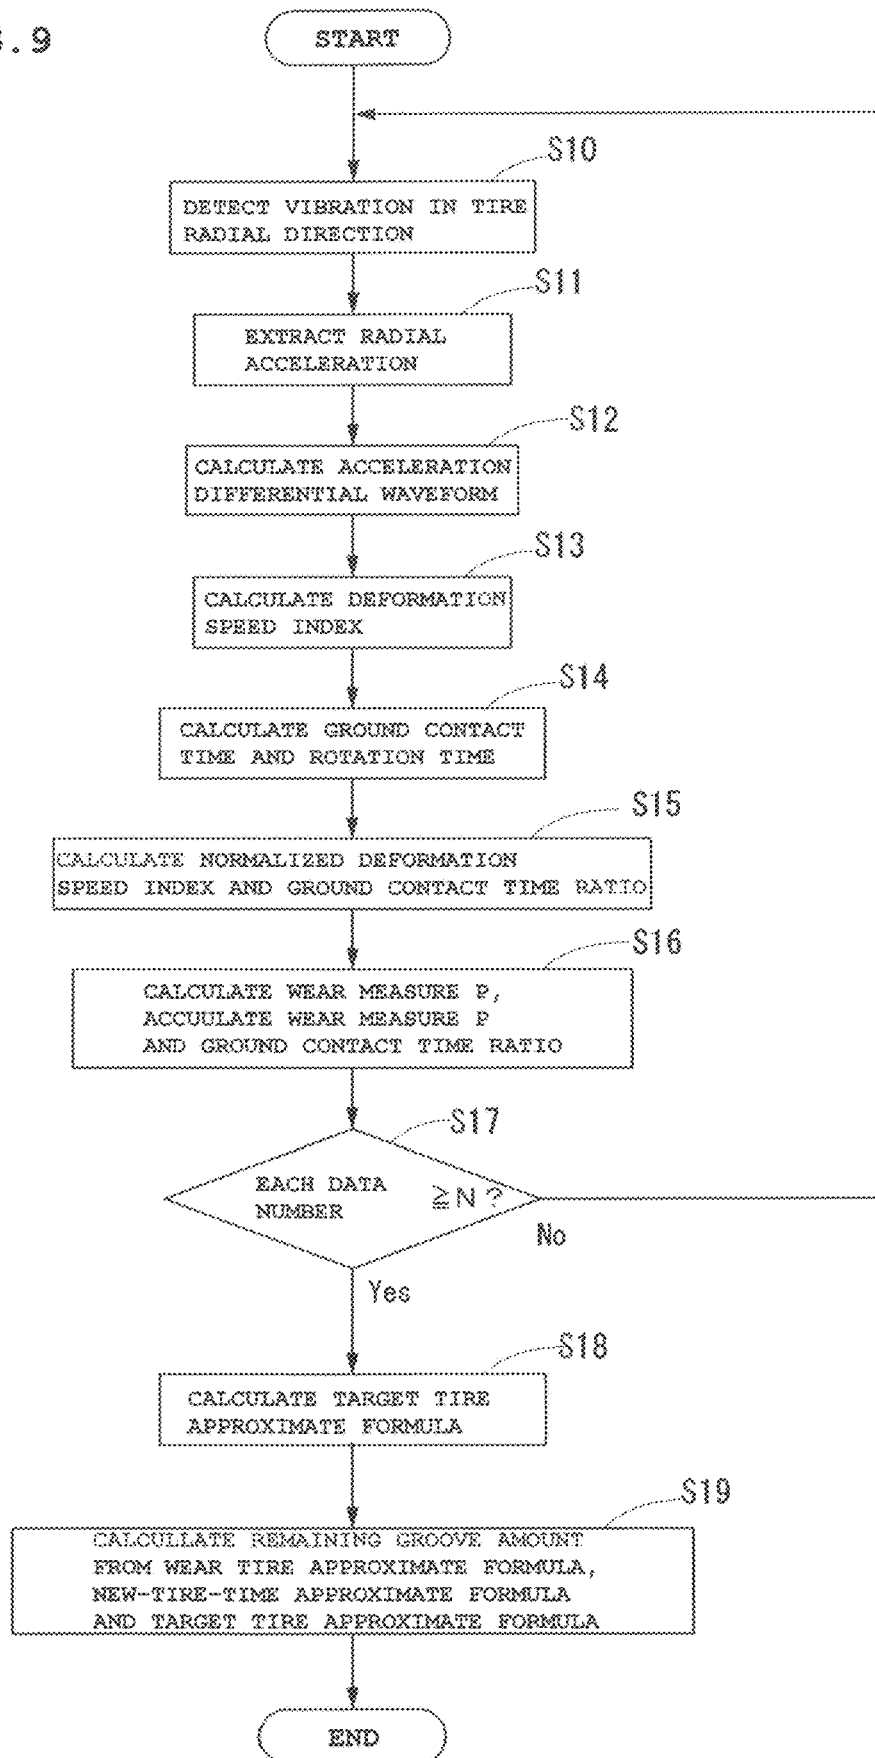 .9
START
S10
DETECT VIBRATION IN TIRE
RADIAL DIRECTION
S11
EXTRACT RADIAL
ACCELERATION
S12
CALCULATE ACCELERATION
DIFFERENTIAL WAVEFORM
S13
CALCULATE DEFORMATION
SPEED INDEX
S14
CALCULATE GROUND CONTACT
TIME AND ROTATION TIME
S15
CALCULATE NORMALIZED DEFORMATION
SPEED INDEX AND GROUND CONTACT TIME RATIO
S16
CALCULATE WEAR MEASURE P,
ACCUULATE WEAR MEASURE P
AND GROUND CONTACT TIME RATIO
S17
EACH DATA
NUMBER ≧N?
No
Yes
S18
CALCULATE TARGET TIRE
APPROXIMATE FORMULA
S19
CALCULLATE REMAINING GROOVE AMOUNT
FROM WEAR TIRE APPROXIMATE FORMULA,
NEW-TIRE-TIME APPROXIMATE FORMULA
AND TARGET TIRE APPROXIMATE FORMULA
END